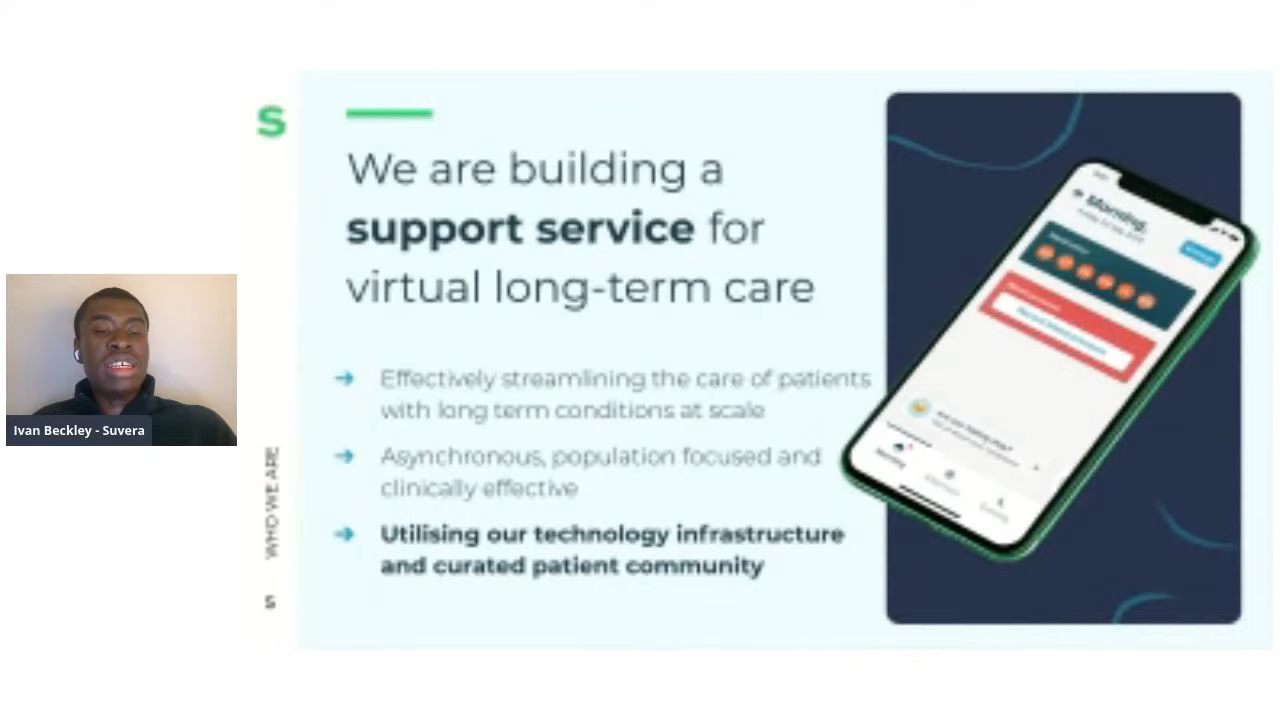 S
We are building a
support service for
virtual long-term care
Effectively streamlining the care of patients
with long term conditions at scale
Asynchronous, population focused and
clinically effective
Utilising our technology infrastructure
and curated patient community
Morning,
Ivan Beckley - Suvera
WHO WE ARE